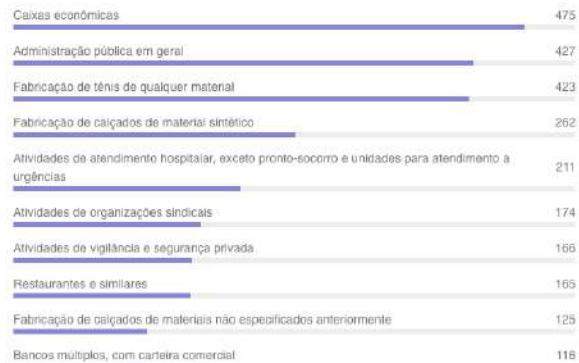 Caixas econômicas 475
Administração pública em geral 427
Fabricação de tênis de qualquer material 423
Fabricação de calçados de material sintético 262
Atividades de atendimento hospitalar, exceto pronto-socorro e unidades para atendimento a
urgências 211
Atividades de organizações sindicais 174
Atividades de vigilância e segurança privada 166
Restaurantes e similares 165
Fabricação de calçados de materiais não especificados anteriormente 125
Bancos múltiplos, com carteira comercial 118